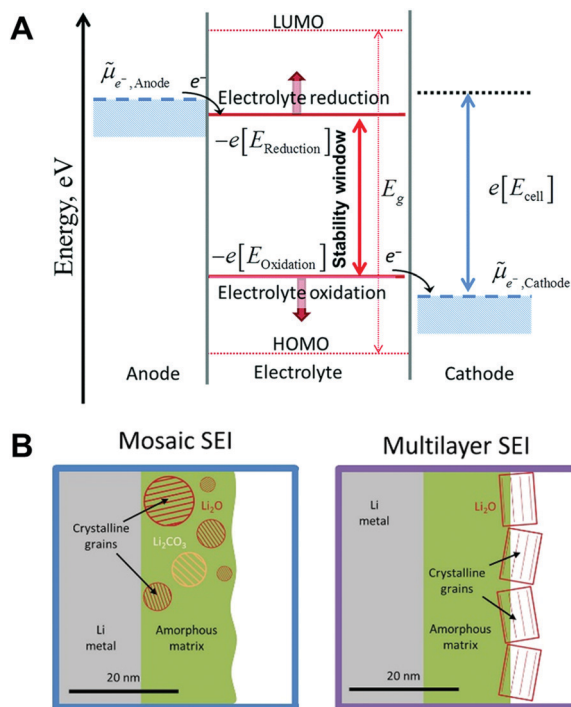 A
Energy, eV
LUMO
μ̃e⁻,Anode
e⁻
Electrolyte reduction
−e[EReduction]
Stability window
Eg
e[Ecell]
−e[EOxidation]
e⁻
μ̃e⁻,Cathode
Electrolyte oxidation
HOMO
Anode
Electrolyte
Cathode
B
Mosaic SEI
Multilayer SEI
Li₂O
Crystalline
grains
Li₂CO₃
Li
metal
Amorphous
matrix
20 nm
Li
metal
Li₂O
Crystalline
grains
Amorphous
matrix
20 nm